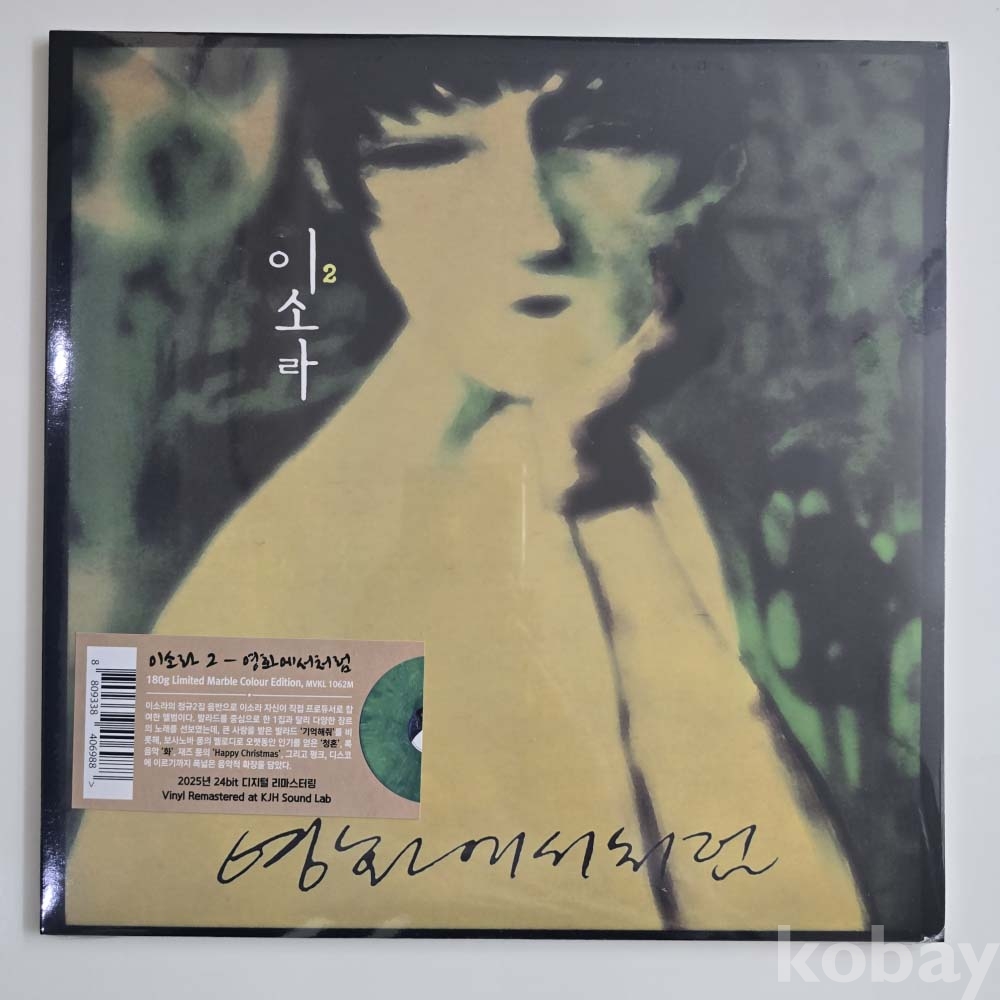 이2
소
라
이소라 2 - 영화에서처럼
180g Limited Marble Colour Edition, MVKL 1062M
이소라의 정규2집 음반으로 이소라 자신이 직접 프로듀서로 참
여한 앨범이다. 발라드를 중심으로 한 1집과 달리 다양한 장르
의 노래를 선보였는데, 큰 사랑을 받은 발라드 '기억해줘'를 비
롯해, 보사노바 풍의 멜로디로 오랫동안 인기를 얻은 '청혼', 록
음악 '화', 재즈 풍의 'Happy Christmas', 그리고 펑크, 디스코
에 이르기까지 폭넓은 음악적 확장을 담았다.
2025년 24bit 디지털 리마스터링
Vinyl Remastered at KJH Sound Lab
8 809338 406988 >
영화에서처럼
kobay